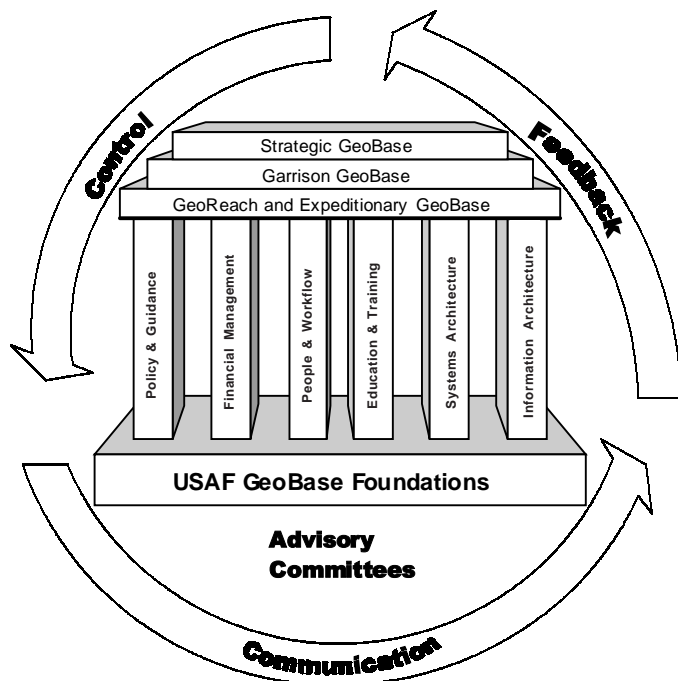 Control
Feedback
Strategic GeoBase
Garrison GeoBase
GeoReach and Expeditionary GeoBase
Policy & Guidance
Financial Management
People & Workflow
Education & Training
Systems Architecture
Information Architecture
USAF GeoBase Foundations
Advisory
Committees
Communication